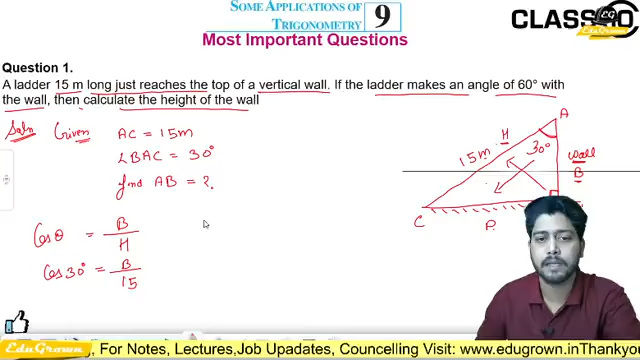 SOME APPLICATIONS OF
TRIGONOMETRY
9
CLASS
EG
EduGrown
Most Important Questions
Question 1.
A ladder 15 m long just reaches the top of a vertical wall. If the ladder makes an angle of 60° with
the wall, then calculate the height of the wall
Soln Given AC = 15m
∠BAC = 30°
find AB = ?
Cos θ = B
H
Cos 30° = B
15
A
H
15m
30°
wall
B
C
P
EduGrown
g, For Notes, Lectures,Job Upadates, Councelling Visit: www.edugrown.in
Thankyou